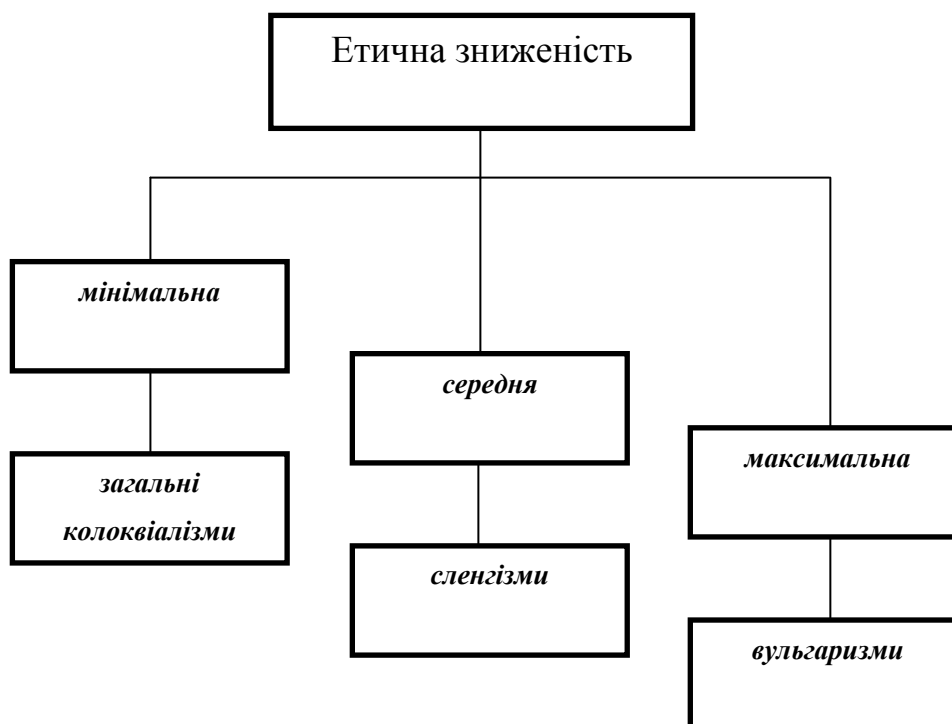 Етична зниженість
мінімальна
загальні
колоквіалізми
середня
сленгізми
максимальна
вульгаризми